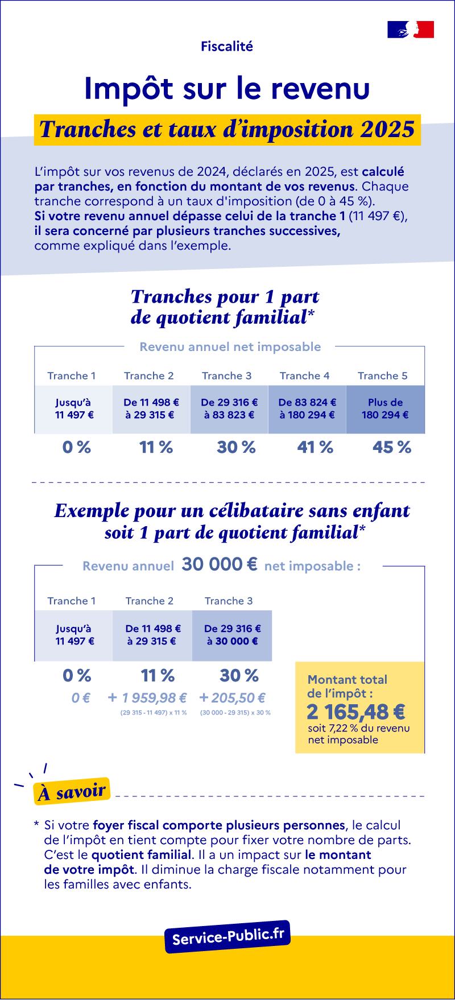 Fiscalité
Impôt sur le revenu
Tranches et taux d’imposition 2025
L’impôt sur vos revenus de 2024, déclarés en 2025, est calculé
par tranches, en fonction du montant de vos revenus. Chaque
tranche correspond à un taux d'imposition (de 0 à 45 %).
Si votre revenu annuel dépasse celui de la tranche 1 (11 497 €),
il sera concerné par plusieurs tranches successives,
comme expliqué dans l’exemple.
Tranches pour 1 part
de quotient familial*
Revenu annuel net imposable
Tranche 1 Tranche 2 Tranche 3 Tranche 4 Tranche 5
Jusqu’à De 11 498 € De 29 316 € De 83 824 € Plus de
11 497 € à 29 315 € à 83 823 € à 180 294 € 180 294 €
0 % 11 % 30 % 41 % 45 %
Exemple pour un célibataire sans enfant
soit 1 part de quotient familial*
Revenu annuel 30 000 € net imposable :
Tranche 1 Tranche 2 Tranche 3
Jusqu’à De 11 498 € De 29 316 €
11 497 € à 29 315 € à 30 000 €
0 % 11 % 30 %
0 € + 1 959,98 € + 205,50 €
(29 315 - 11 497) x 11 % (30 000 - 29 315) x 30 %
Montant total
de l’impôt :
2 165,48 €
soit 7,22 % du revenu
net imposable
À savoir
* Si votre foyer fiscal comporte plusieurs personnes, le calcul
de l’impôt en tient compte pour fixer votre nombre de parts.
C’est le quotient familial. Il a un impact sur le montant
de votre impôt. Il diminue la charge fiscale notamment pour
les familles avec enfants.
Service-Public.fr